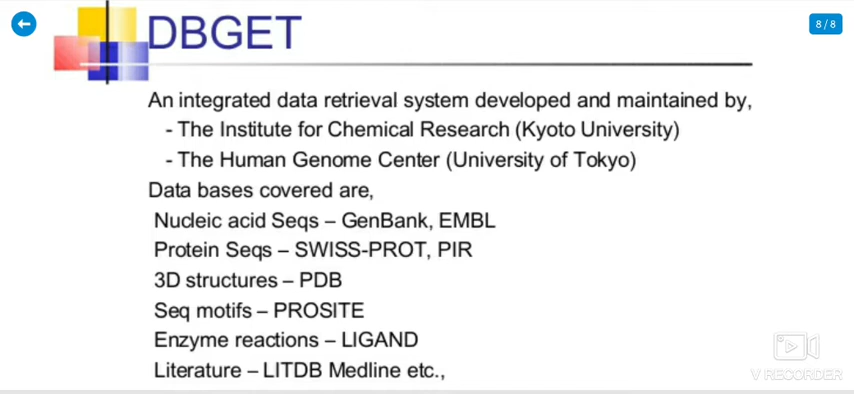 8 / 8
DBGET
An integrated data retrieval system developed and maintained by,
- The Institute for Chemical Research (Kyoto University)
- The Human Genome Center (University of Tokyo)
Data bases covered are,
Nucleic acid Seqs – GenBank, EMBL
Protein Seqs – SWISS-PROT, PIR
3D structures – PDB
Seq motifs – PROSITE
Enzyme reactions – LIGAND
Literature – LITDB Medline etc.,
V RECORDER